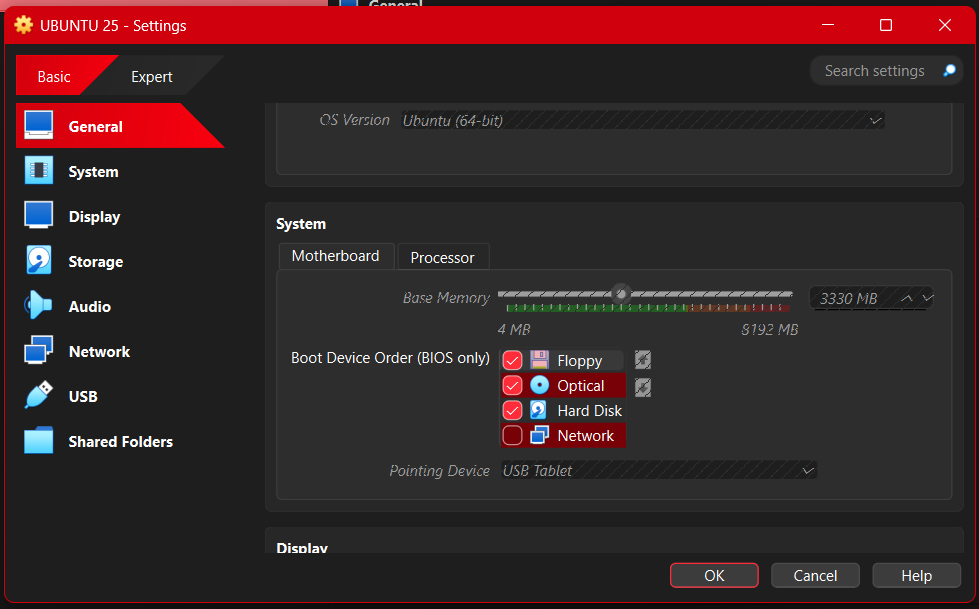 General
UBUNTU 25 - Settings
Basic
Expert
Search settings
General
System
Display
Storage
Audio
Network
USB
Shared Folders
OS Version Ubuntu (64-bit)
System
Motherboard Processor
Base Memory 3330 MB
4 MB 8192 MB
Boot Device Order (BIOS only) Floppy
Optical
Hard Disk
Network
Pointing Device USB Tablet
Display
OK Cancel Help